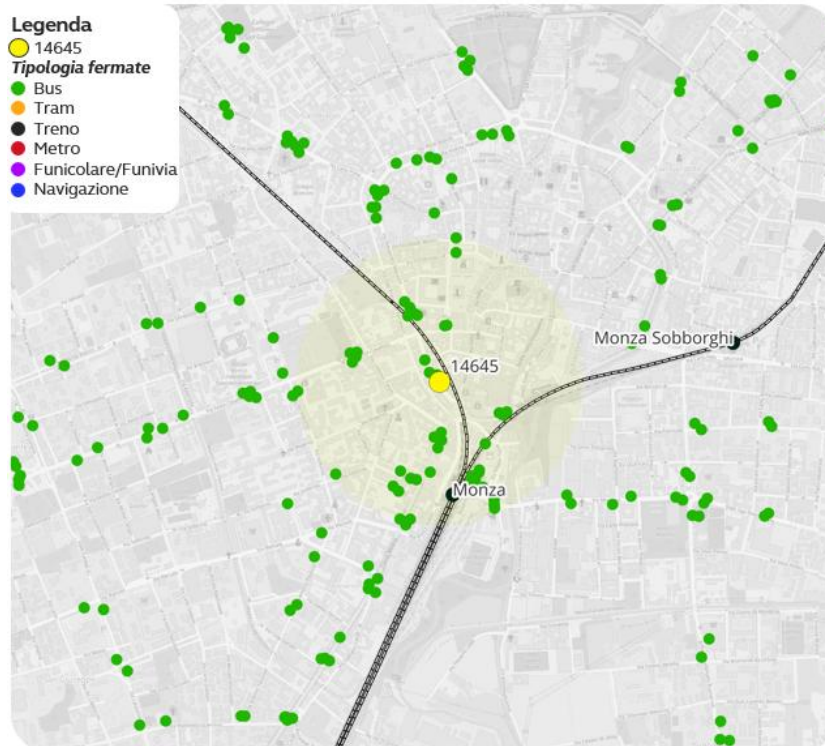 Legenda
14645
Tipologia fermate
Bus
Tram
Treno
Metro
Funicolare/Funivia
Navigazione
Monza Sobborghi
14645
Monza